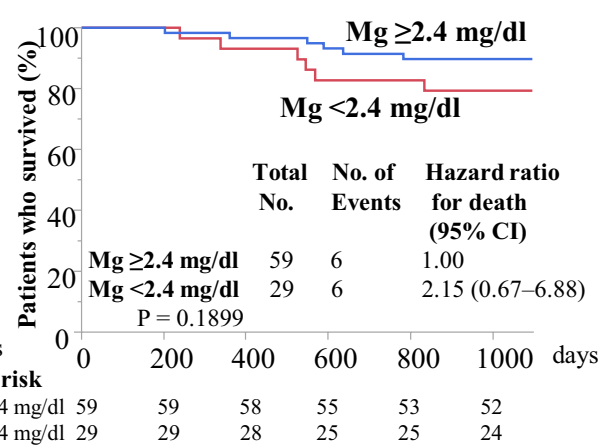 100
80
60
40
20
0
Patients who survived (%)
Mg ≥2.4 mg/dl
Mg <2.4 mg/dl
Total No. No. of Events Hazard ratio for death (95% CI)
Mg ≥2.4 mg/dl 59 6 1.00
Mg <2.4 mg/dl 29 6 2.15 (0.67–6.88)
P = 0.1899
0 200 400 600 800 1000 days
s
risk
4 mg/dl 59 59 58 55 53 52
4 mg/dl 29 29 28 25 25 24